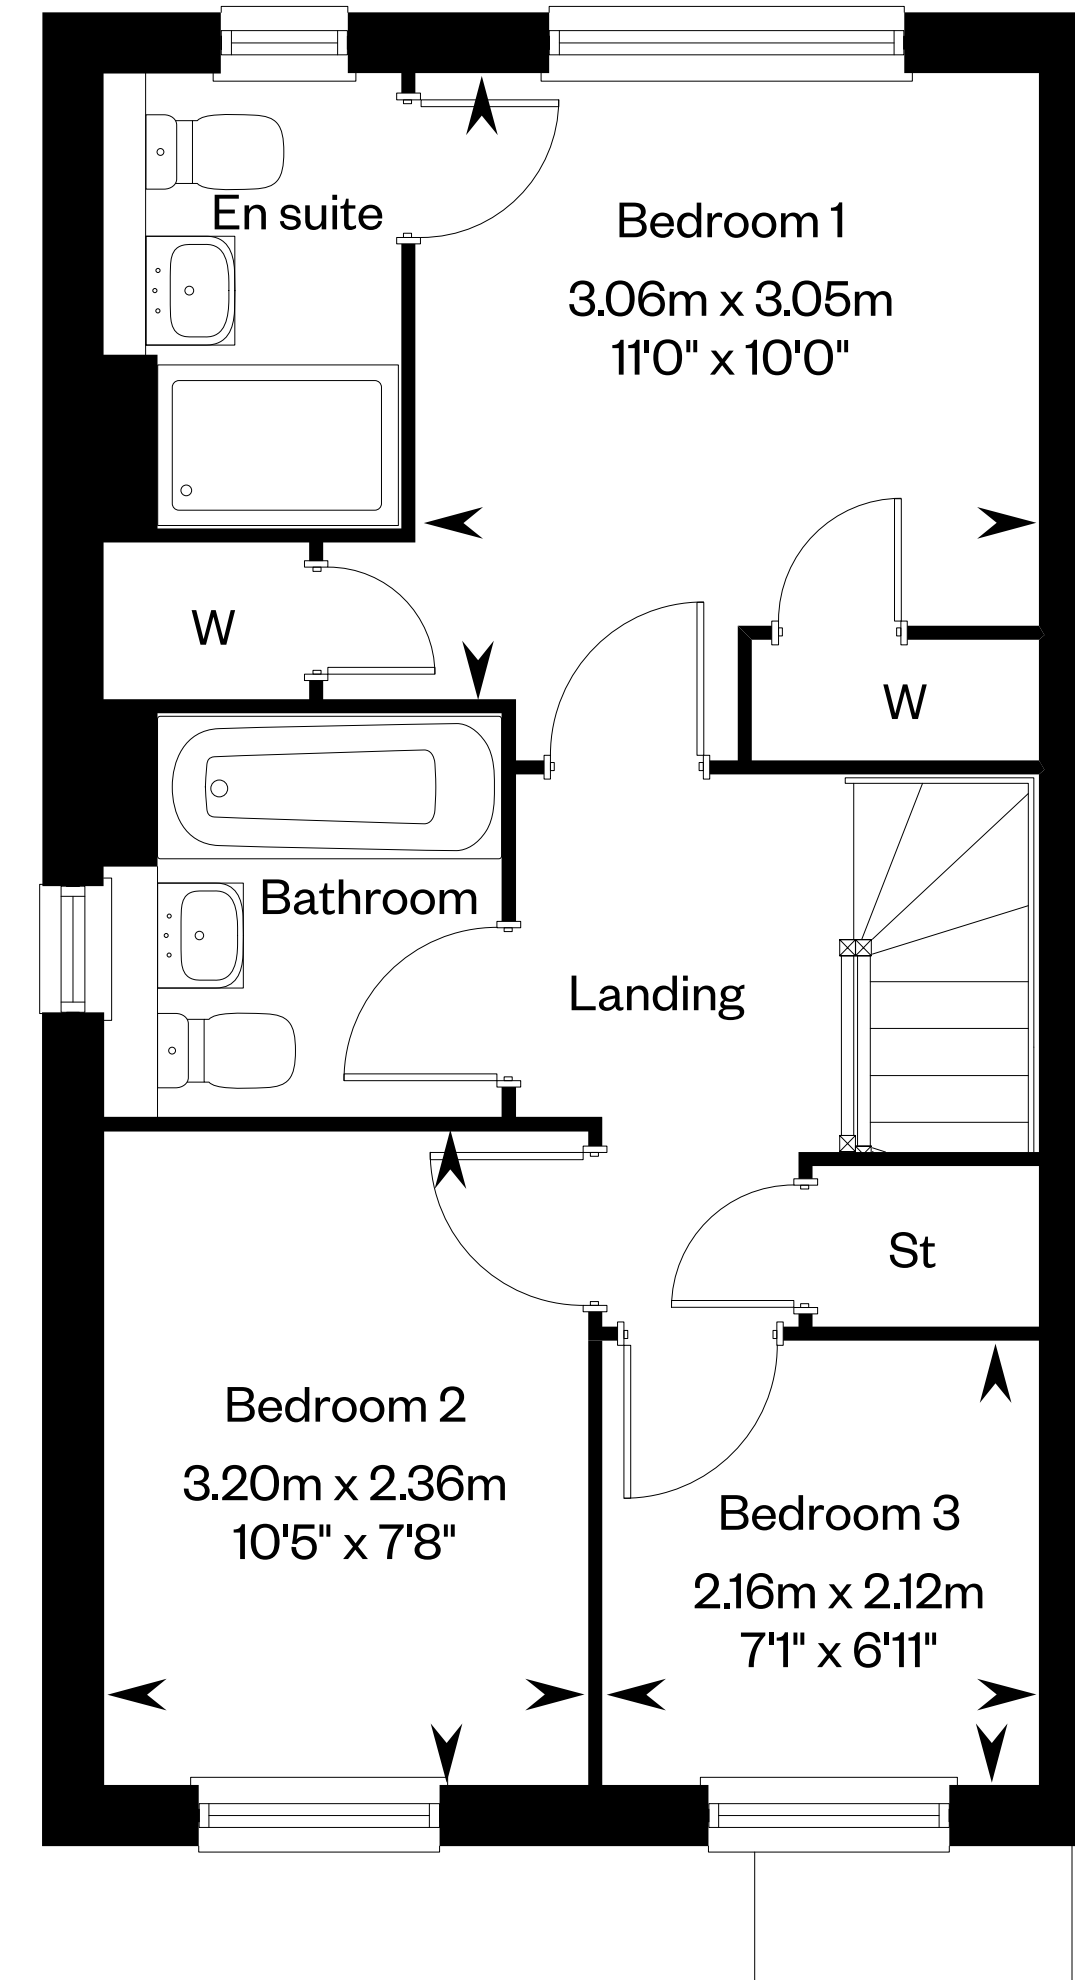 En suite
Bedroom 1
3.06m x 3.05m
11'0" x 10'0"
W
W
Bathroom
Landing
St
Bedroom 2
3.20m x 2.36m
10'5" x 7'8"
Bedroom 3
2.16m x 2.12m
7'1" x 6'11"